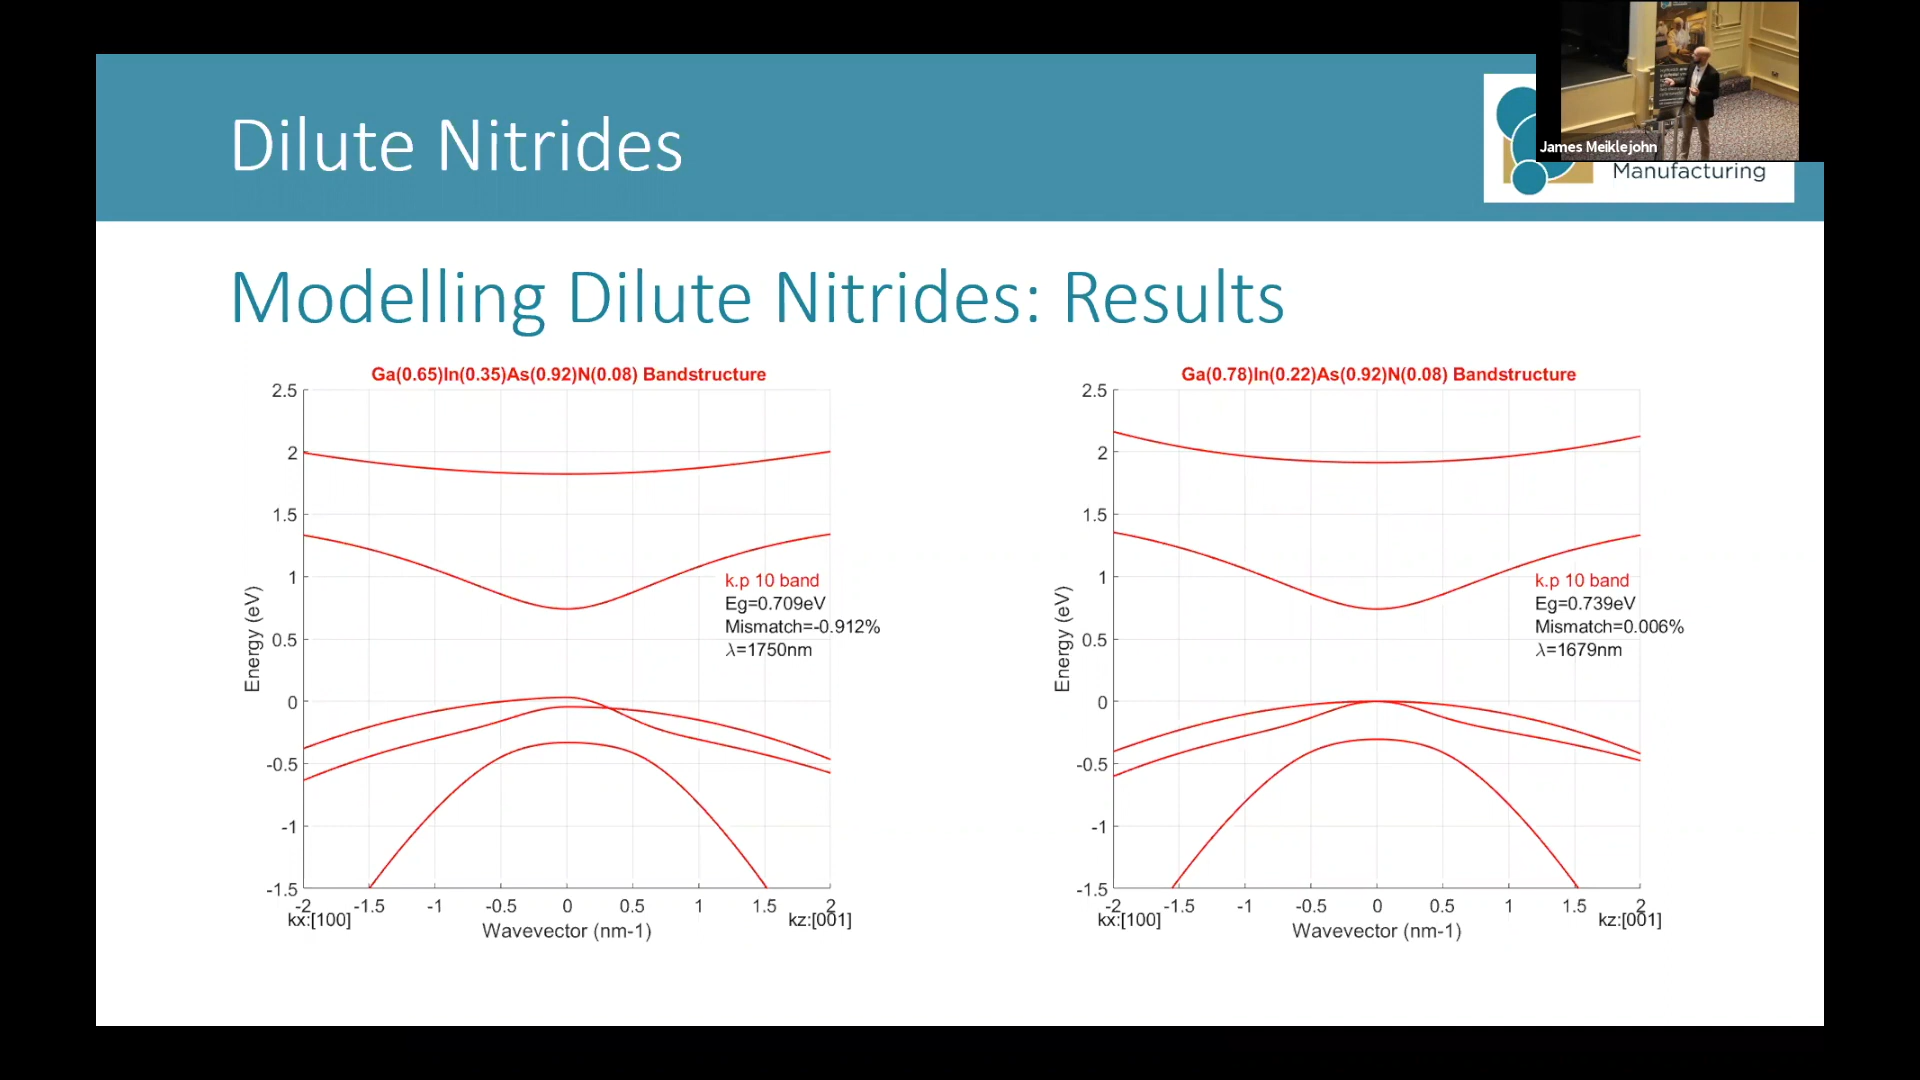 Dilute Nitrides
James Meiklejohn
Manufacturing
Modelling Dilute Nitrides: Results
Ga(0.65)In(0.35)As(0.92)N(0.08) Bandstructure
2.5
2
1.5
1
0.5
0
-0.5
-1
-1.5
Energy (eV)
k.p 10 band
Eg=0.709eV
Mismatch=-0.912%
λ=1750nm
-2 -1.5 -1 -0.5 0 0.5 1 1.5 2
kx:[100] kz:[001]
Wavevector (nm-1)
Ga(0.78)In(0.22)As(0.92)N(0.08) Bandstructure
2.5
2
1.5
1
0.5
0
-0.5
-1
-1.5
Energy (eV)
k.p 10 band
Eg=0.739eV
Mismatch=0.006%
λ=1679nm
-2 -1.5 -1 -0.5 0 0.5 1 1.5 2
kx:[100] kz:[001]
Wavevector (nm-1)